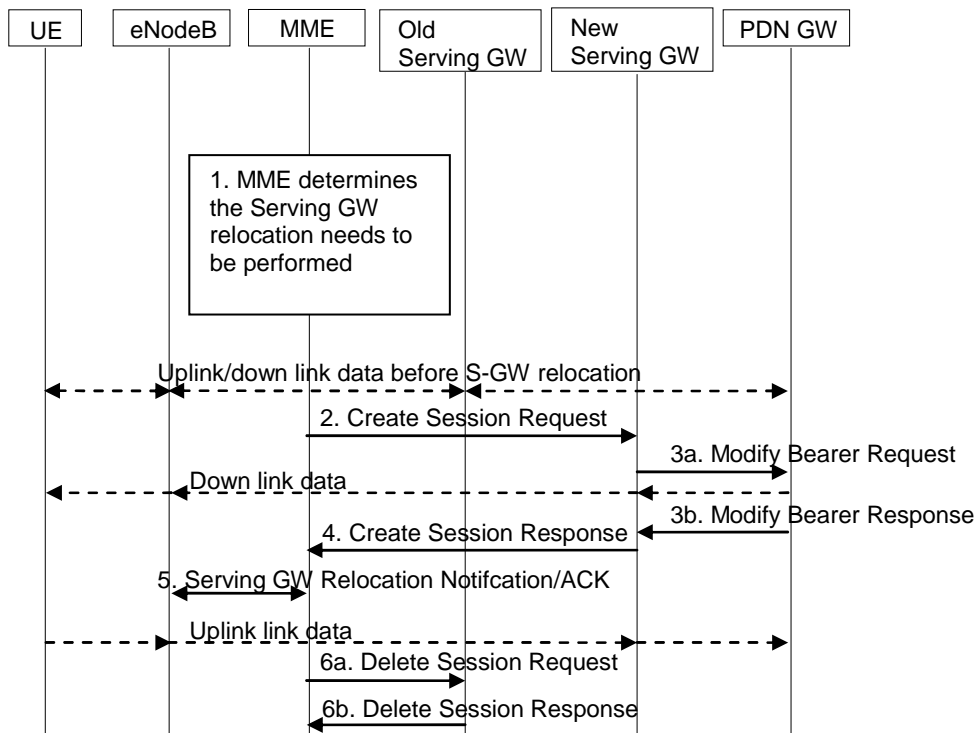 UE
eNodeB
MME
Old
Serving GW
New
Serving GW
PDN GW
1. MME determines
the Serving GW
relocation needs to
be performed
Uplink/down link data before S-GW relocation
2. Create Session Request
3a. Modify Bearer Request
Down link data
3b. Modify Bearer Response
4. Create Session Response
5. Serving GW Relocation Notifcation/ACK
Uplink link data
6a. Delete Session Request
6b. Delete Session Response